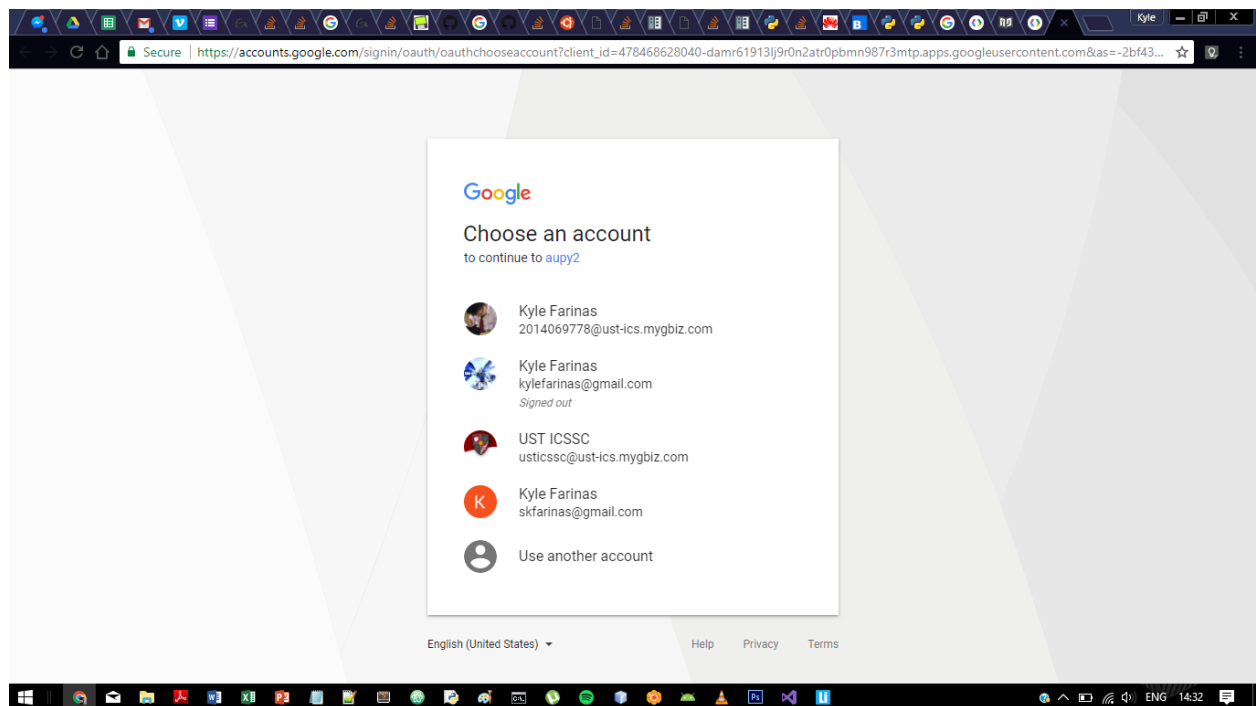 Kyle
Secure
https://accounts.google.com/signin/oauth/oauthchooseaccount?client_id=478468628040-damr61913lj9r0n2atr0pbmn987r3mtp.apps.googleusercontent.com&as=-2bf43...
Google
Choose an account
to continue to aupy2
Kyle Farinas
2014069778@ust-ics.mygbiz.com
Kyle Farinas
kylefarinas@gmail.com
Signed out
UST ICSSC
usticssc@ust-ics.mygbiz.com
K
Kyle Farinas
skfarinas@gmail.com
Use another account
English (United States)
Help Privacy Terms
ENG 14:32